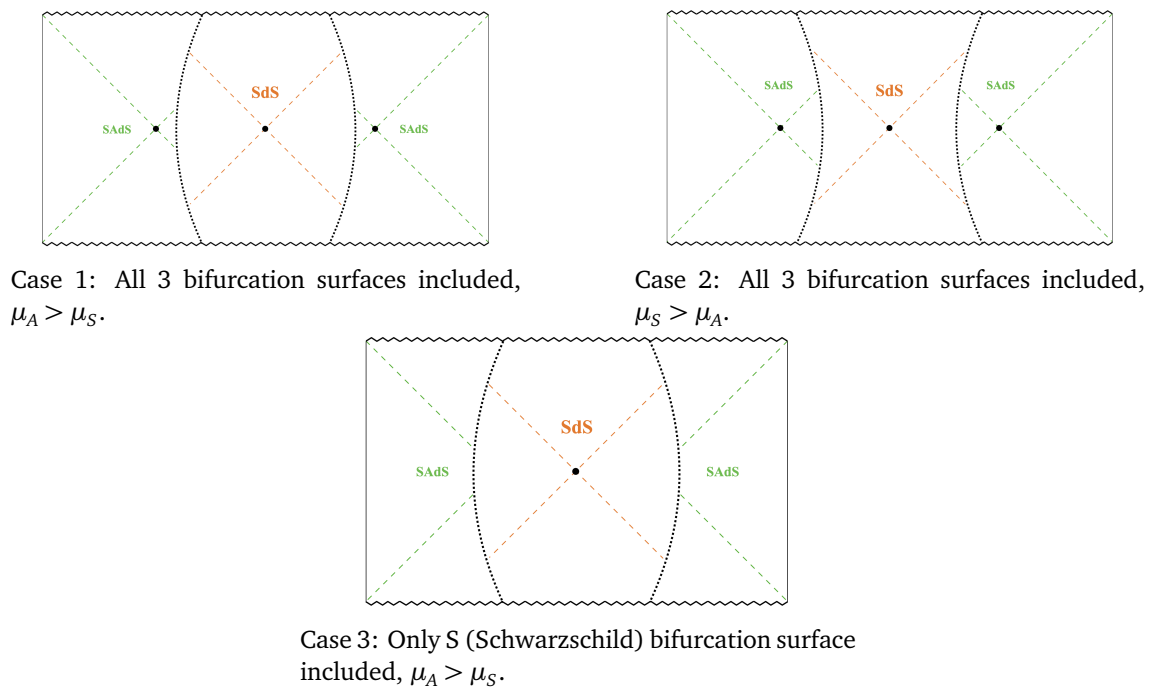 SdS
SAdS
SAdS
Case 1: All 3 bifurcation surfaces included,
μ_A > μ_S.
SAdS
SdS
SAdS
Case 2: All 3 bifurcation surfaces included,
μ_S > μ_A.
SdS
SAdS
SAdS
Case 3: Only S (Schwarzschild) bifurcation surface
included, μ_A > μ_S.